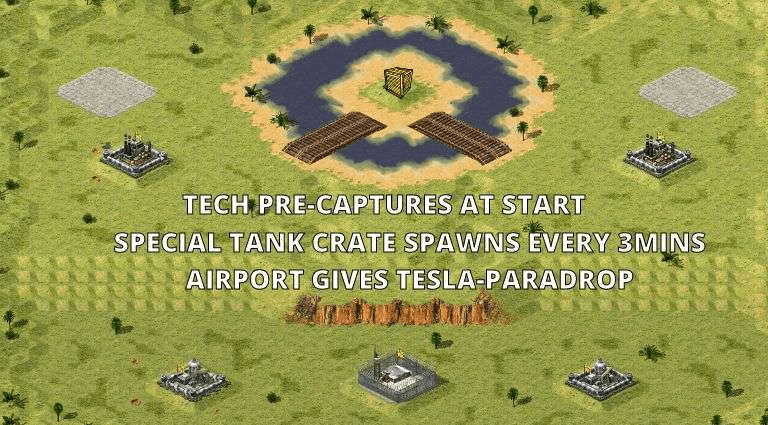 TECH PRE-CAPTURES AT START
SPECIAL TANK CRATE SPAWNS EVERY 3MINS
AIRPORT GIVES TESLA-PARADROP